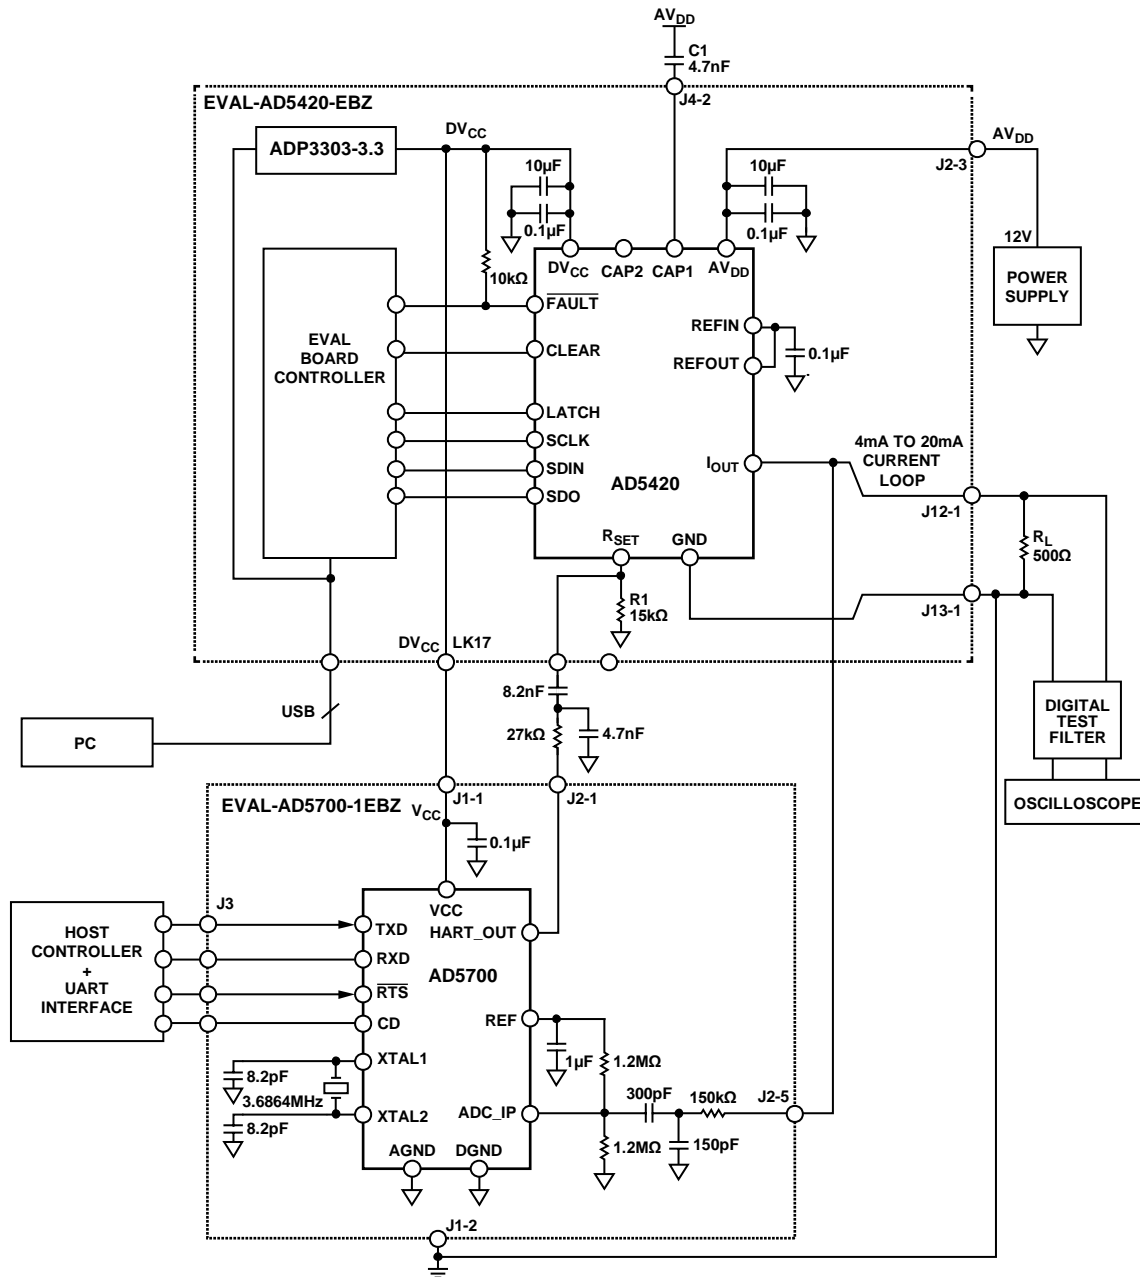 AVDD
C1
4.7nF
J4-2
EVAL-AD5420-EBZ
ADP3303-3.3
DVCC
AVDD
J2-3
10µF
0.1µF
10µF
0.1µF
12V
POWER
SUPPLY
10kΩ
DVCC
CAP2
CAP1
AVDD
EVAL
BOARD
CONTROLLER
FAULT
CLEAR
LATCH
SCLK
SDIN
SDO
REFIN
REFOUT
0.1µF
IOUT
AD5420
RSET
GND
4mA TO 20mA
CURRENT
LOOP
J12-1
RL
500Ω
J13-1
R1
15kΩ
DVCC
LK17
USB
PC
8.2nF
27kΩ
4.7nF
DIGITAL
TEST
FILTER
OSCILLOSCOPE
EVAL-AD5700-1EBZ
J1-1
J2-1
VCC
0.1µF
J3
HOST
CONTROLLER
+
UART
INTERFACE
VCC
TXD
HART_OUT
RXD
AD5700
RTS
CD
REF
XTAL1
XTAL2
ADC_IP
AGND
DGND
8.2pF
3.6864MHz
8.2pF
1µF
1.2MΩ
300pF
150kΩ
J2-5
1.2MΩ
150pF
J1-2